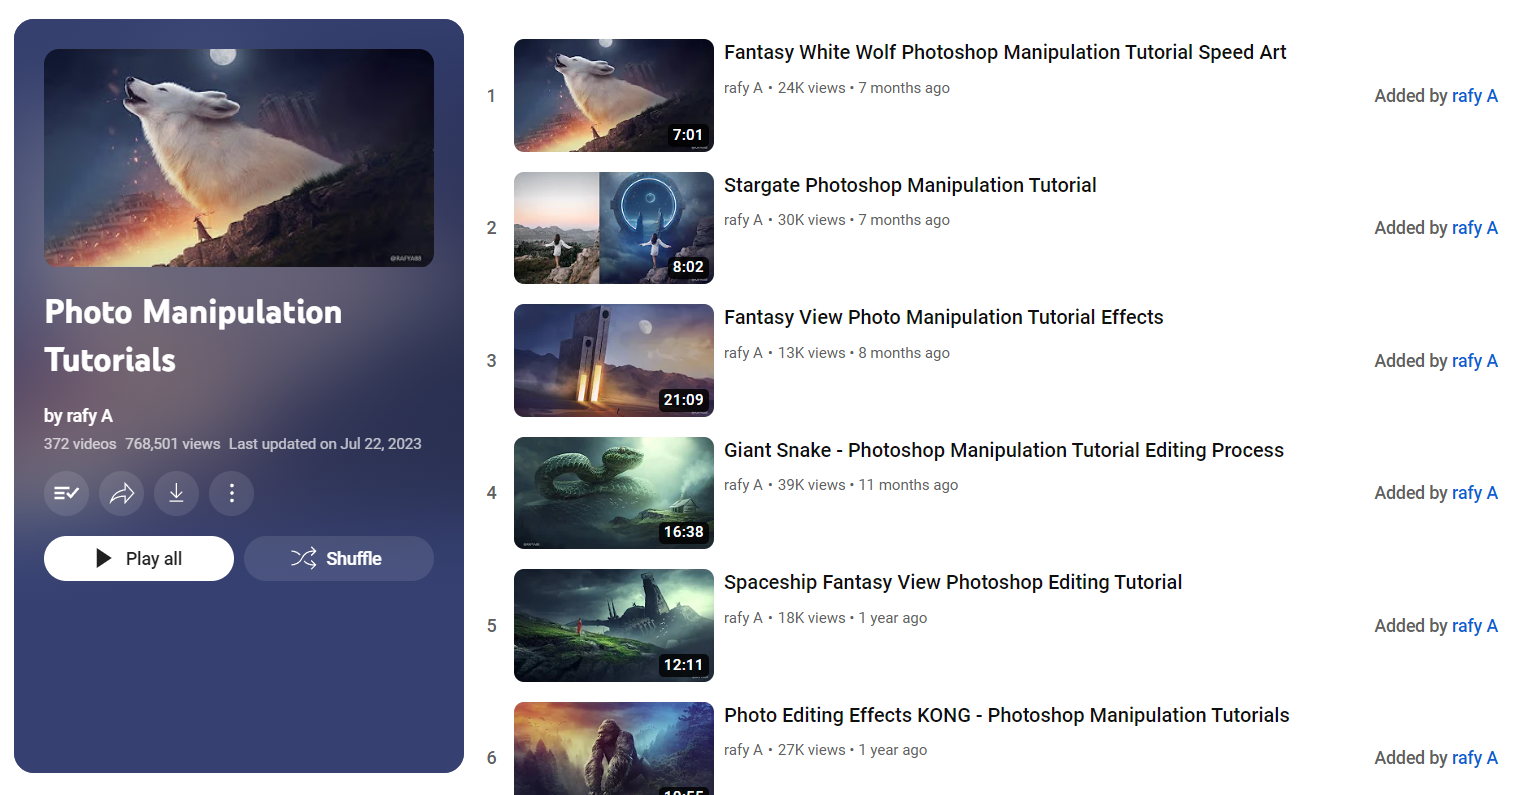 @RAFYA88
Photo Manipulation
Tutorials
by rafy A
372 videos 768,501 views Last updated on Jul 22, 2023
Play all
Shuffle
1
7:01
Fantasy White Wolf Photoshop Manipulation Tutorial Speed Art
rafy A • 24K views • 7 months ago
Added by rafy A
2
8:02
Stargate Photoshop Manipulation Tutorial
rafy A • 30K views • 7 months ago
Added by rafy A
3
21:09
Fantasy View Photo Manipulation Tutorial Effects
rafy A • 13K views • 8 months ago
Added by rafy A
4
16:38
Giant Snake - Photoshop Manipulation Tutorial Editing Process
rafy A • 39K views • 11 months ago
Added by rafy A
5
12:11
Spaceship Fantasy View Photoshop Editing Tutorial
rafy A • 18K views • 1 year ago
Added by rafy A
6
Photo Editing Effects KONG - Photoshop Manipulation Tutorials
rafy A • 27K views • 1 year ago
Added by rafy A